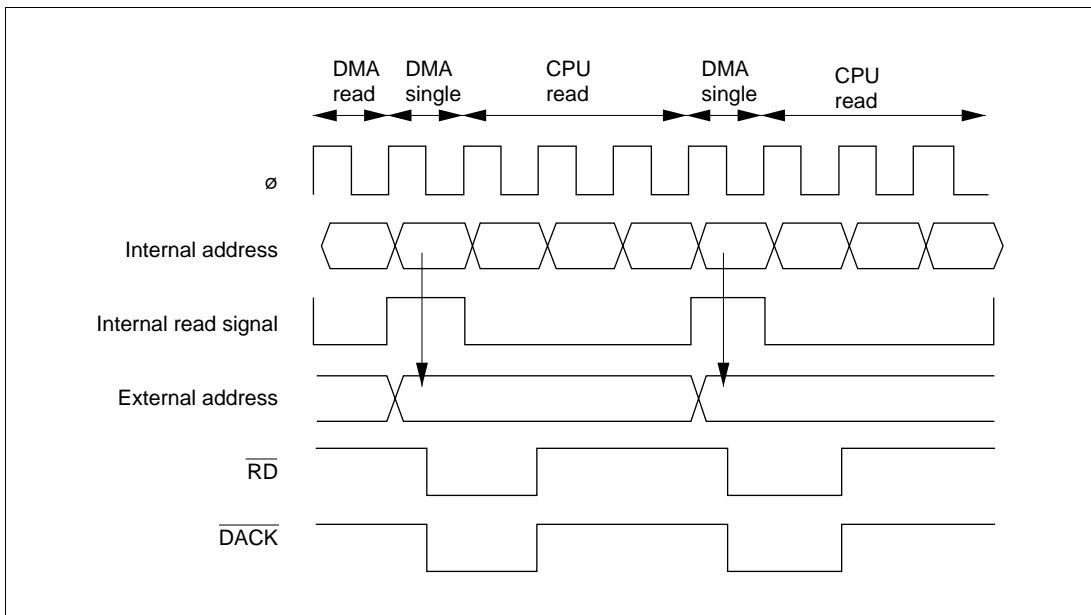 DMA read
DMA single
CPU read
DMA single
CPU read
ø
Internal address
Internal read signal
External address
RD
DACK